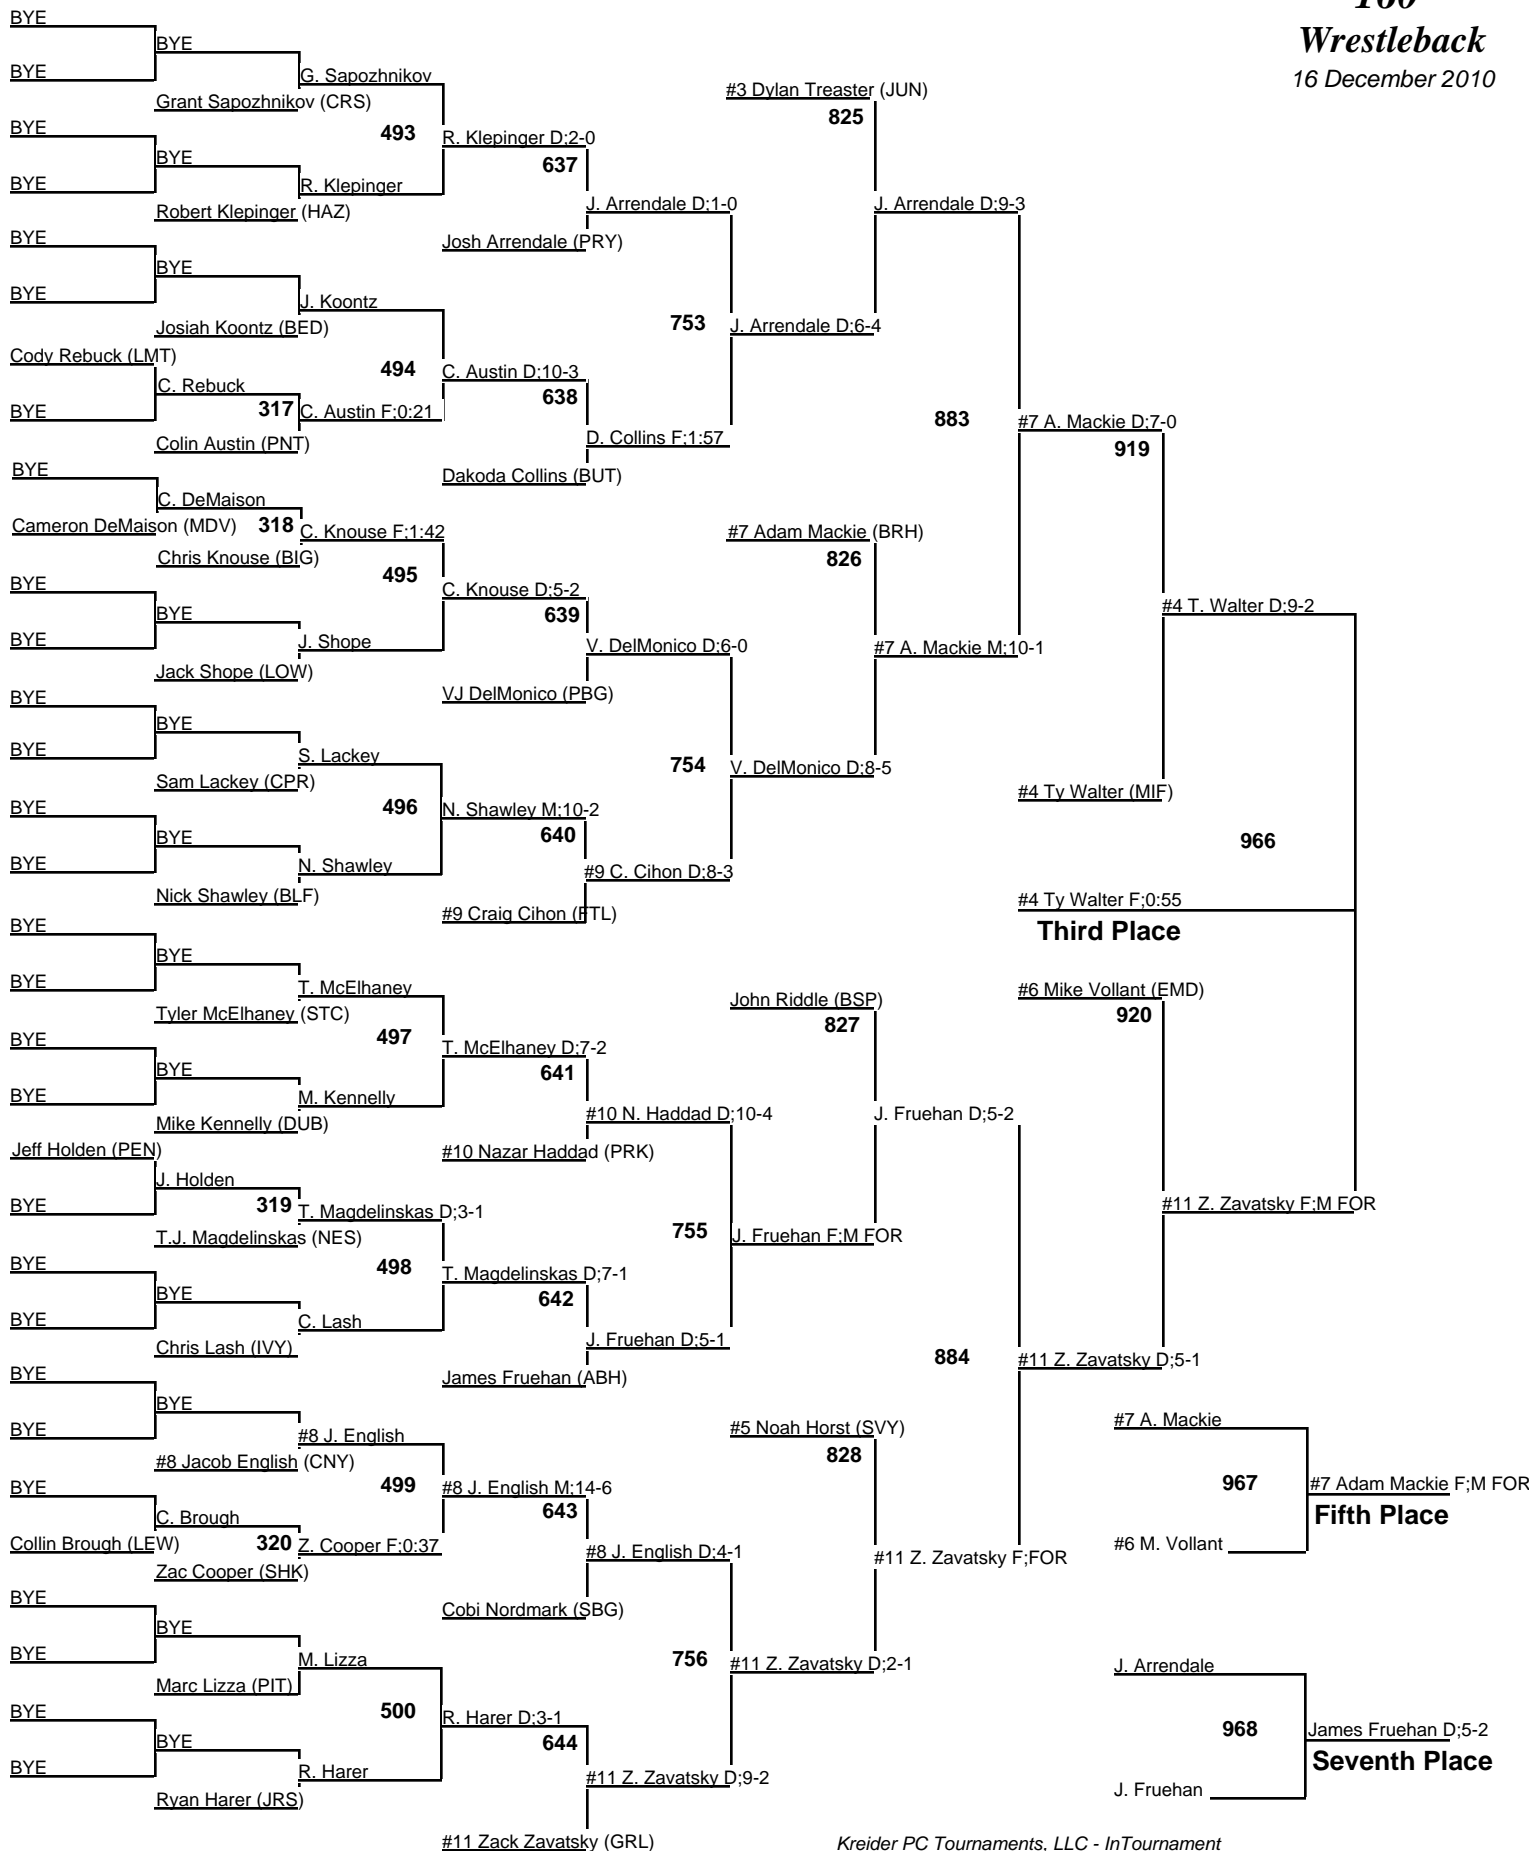 160
Wrestleback
16 December 2010
BYE
BYE
BYE
G. Sapozhnikov
Grant Sapozhnikov (CRS)
493
BYE
BYE
BYE
R. Klepinger
Robert Klepinger (HAZ)
R. Klepinger D;2-0
637
J. Arrendale D;1-0
Josh Arrendale (PRY)
BYE
BYE
BYE
J. Koontz
Josiah Koontz (BED)
494
Cody Rebuck (LMT)
C. Rebuck
BYE
317
C. Austin F;0:21
Colin Austin (PNT)
C. Austin D;10-3
638
D. Collins F;1:57
Dakoda Collins (BUT)
753
J. Arrendale D;6-4
#3 Dylan Treaster (JUN)
825
J. Arrendale D;9-3
883
#7 A. Mackie D;7-0
919
BYE
C. DeMaison
Cameron DeMaison (MDV)
318
C. Knouse F;1:42
Chris Knouse (BIG)
495
BYE
BYE
BYE
J. Shope
Jack Shope (LOW)
C. Knouse D;5-2
639
V. DelMonico D;6-0
VJ DelMonico (PBG)
BYE
BYE
BYE
S. Lackey
Sam Lackey (CPR)
496
BYE
BYE
BYE
N. Shawley
Nick Shawley (BLF)
N. Shawley M;10-2
640
#9 C. Cihon D;8-3
#9 Craig Cihon (FTL)
754
V. DelMonico D;8-5
#7 Adam Mackie (BRH)
826
#7 A. Mackie M;10-1
#4 T. Walter D;9-2
#4 Ty Walter (MIF)
966
#4 Ty Walter F;0:55
Third Place
BYE
BYE
BYE
T. McElhaney
Tyler McElhaney (STC)
497
BYE
BYE
BYE
M. Kennelly
Mike Kennelly (DUB)
T. McElhaney D;7-2
641
#10 N. Haddad D;10-4
#10 Nazar Haddad (PRK)
Jeff Holden (PEN)
J. Holden
BYE
319
T. Magdelinskas D;3-1
T.J. Magdelinskas (NES)
498
BYE
BYE
BYE
C. Lash
Chris Lash (IVY)
T. Magdelinskas D;7-1
642
J. Fruehan D;5-1
James Fruehan (ABH)
755
J. Fruehan F;M FOR
John Riddle (BSP)
827
J. Fruehan D;5-2
#6 Mike Vollant (EMD)
920
#11 Z. Zavatsky F;M FOR
884
#11 Z. Zavatsky D;5-1
BYE
BYE
BYE
#8 J. English
#8 Jacob English (CNY)
499
BYE
C. Brough
Collin Brough (LEW)
320
Z. Cooper F;0:37
Zac Cooper (SHK)
#8 J. English M;14-6
643
#8 J. English D;4-1
Cobi Nordmark (SBG)
BYE
BYE
BYE
M. Lizza
Marc Lizza (PIT)
500
BYE
BYE
BYE
R. Harer
Ryan Harer (JRS)
R. Harer D;3-1
644
#11 Z. Zavatsky D;9-2
#11 Zack Zavatsky (GRL)
756
#11 Z. Zavatsky D;2-1
#5 Noah Horst (SVY)
828
#11 Z. Zavatsky F;FOR
#7 A. Mackie
967
#7 Adam Mackie F;M FOR
Fifth Place
#6 M. Vollant
J. Arrendale
968
James Fruehan D;5-2
Seventh Place
J. Fruehan
Kreider PC Tournaments, LLC - InTournament